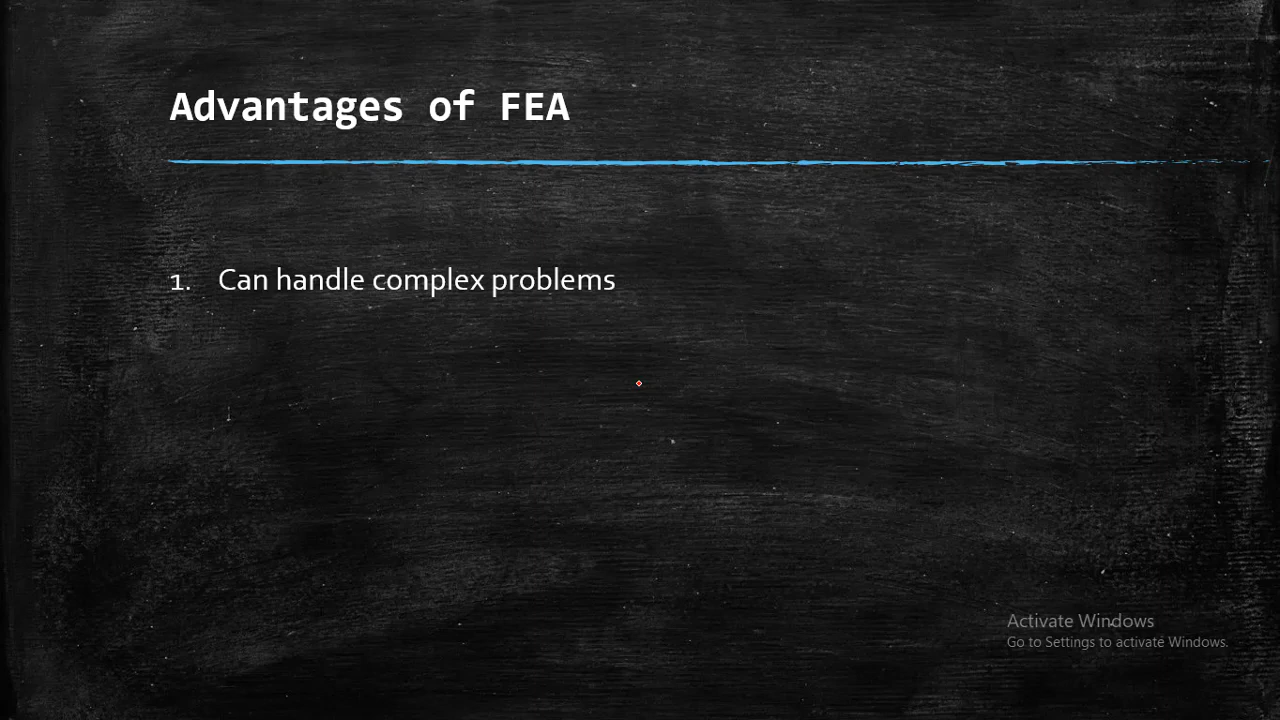 Advantages of FEA
1. Can handle complex problems
Activate Windows
Go to Settings to activate Windows.